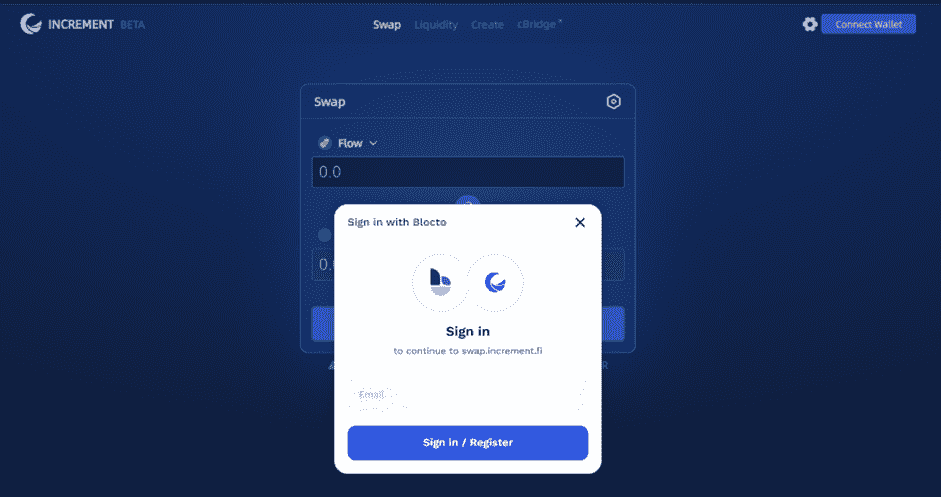 INCREMENT BETA
Swap Liquidity Create cBridge
Connect Wallet
Swap
Flow
0.0
Sign in with Blocto
0.
Sign in
to continue to swap.increment.fi
R
Email
Sign in / Register